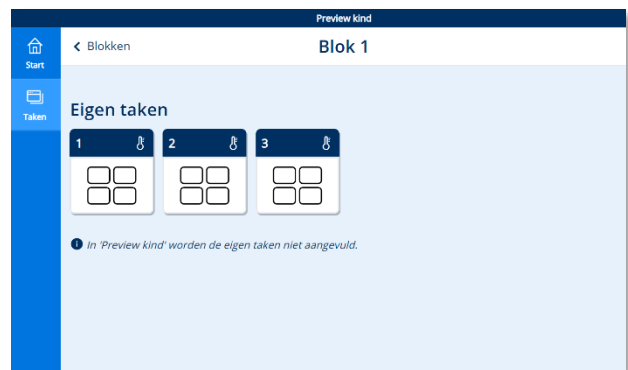 Preview kind
Start
Blokken
Blok 1
Taken
Eigen taken
1
2
3
In 'Preview kind' worden de eigen taken niet aangevuld.